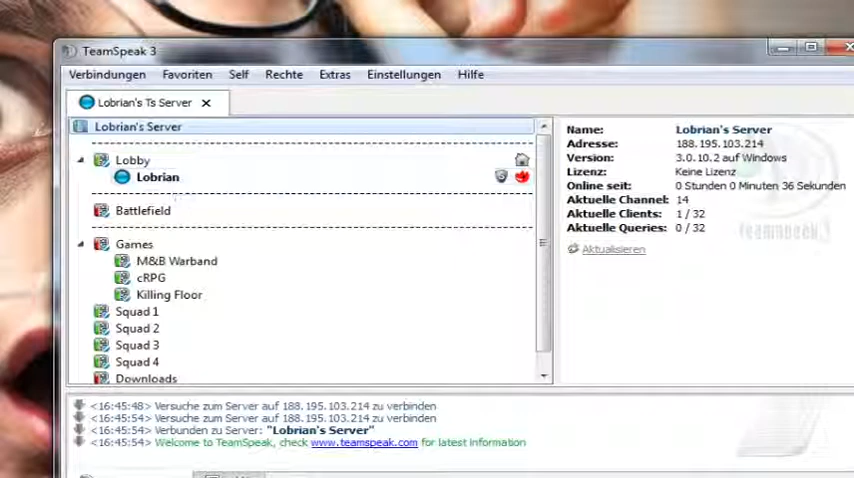 TeamSpeak 3
Verbindungen Favoriten Self Rechte Extras Einstellungen Hilfe
Lobrian's Ts Server
Lobrian's Server
Lobby
Lobrian
Battlefield
Games
M&B Warband
cRPG
Killing Floor
Squad 1
Squad 2
Squad 3
Squad 4
Downloads
Name: Lobrian's Server
Adresse: 188.195.103.214
Version: 3.0.10.2 auf Windows
Lizenz: Keine Lizenz
Online seit: 0 Stunden 0 Minuten 36 Sekunden
Aktuelle Channel: 14
Aktuelle Clients: 1 / 32
Aktuelle Queries: 0 / 32
Aktualisieren
teamspeak3
<16:45:48> Versuche zum Server auf 188.195.103.214 zu verbinden
<16:45:54> Versuche zum Server auf 188.195.103.214 zu verbinden
<16:45:54> Verbunden zu Server: "Lobrian's Server"
<16:45:54> Welcome to TeamSpeak, check www.teamspeak.com for latest information